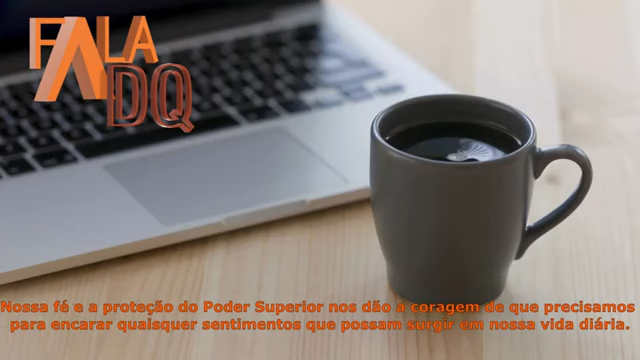 FALA
DQ
Nossa fé e a proteção do Poder Superior nos dão a coragem de que precisamos
para encarar quaisquer sentimentos que possam surgir em nossa vida diária.